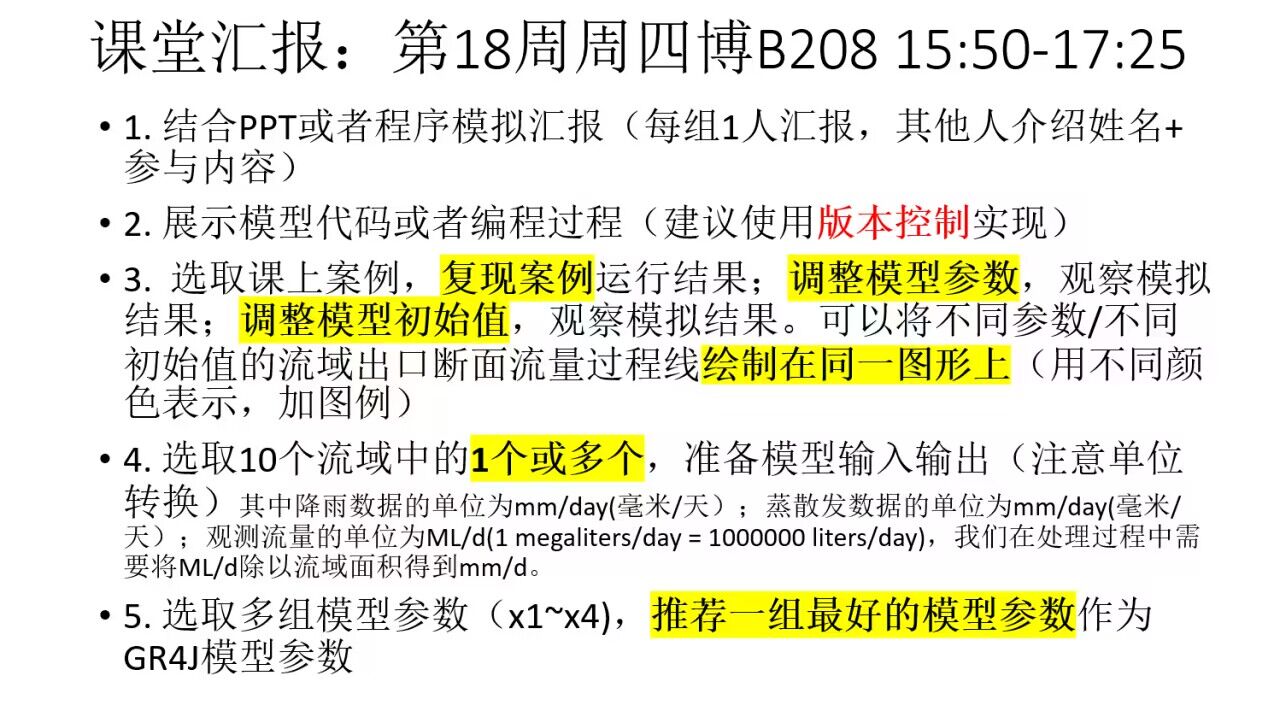 课堂汇报：第18周周四博B208 15:50-17:25
• 1. 结合PPT或者程序模拟汇报（每组1人汇报，其他人介绍姓名+
参与内容）
• 2. 展示模型代码或者编程过程（建议使用版本控制实现）
• 3. 选取课上案例，复现案例运行结果；调整模型参数，观察模拟
结果；调整模型初始值，观察模拟结果。可以将不同参数/不同
初始值的流域出口断面流量过程线绘制在同一图形上（用不同颜
色表示，加图例）
• 4. 选取10个流域中的1个或多个，准备模型输入输出（注意单位
转换）其中降雨数据的单位为mm/day(毫米/天）；蒸散发数据的单位为mm/day(毫米/
天）；观测流量的单位为ML/d(1 megaliters/day = 1000000 liters/day)，我们在处理过程中需
要将ML/d除以流域面积得到mm/d。
• 5. 选取多组模型参数（x1~x4)，推荐一组最好的模型参数作为
GR4J模型参数